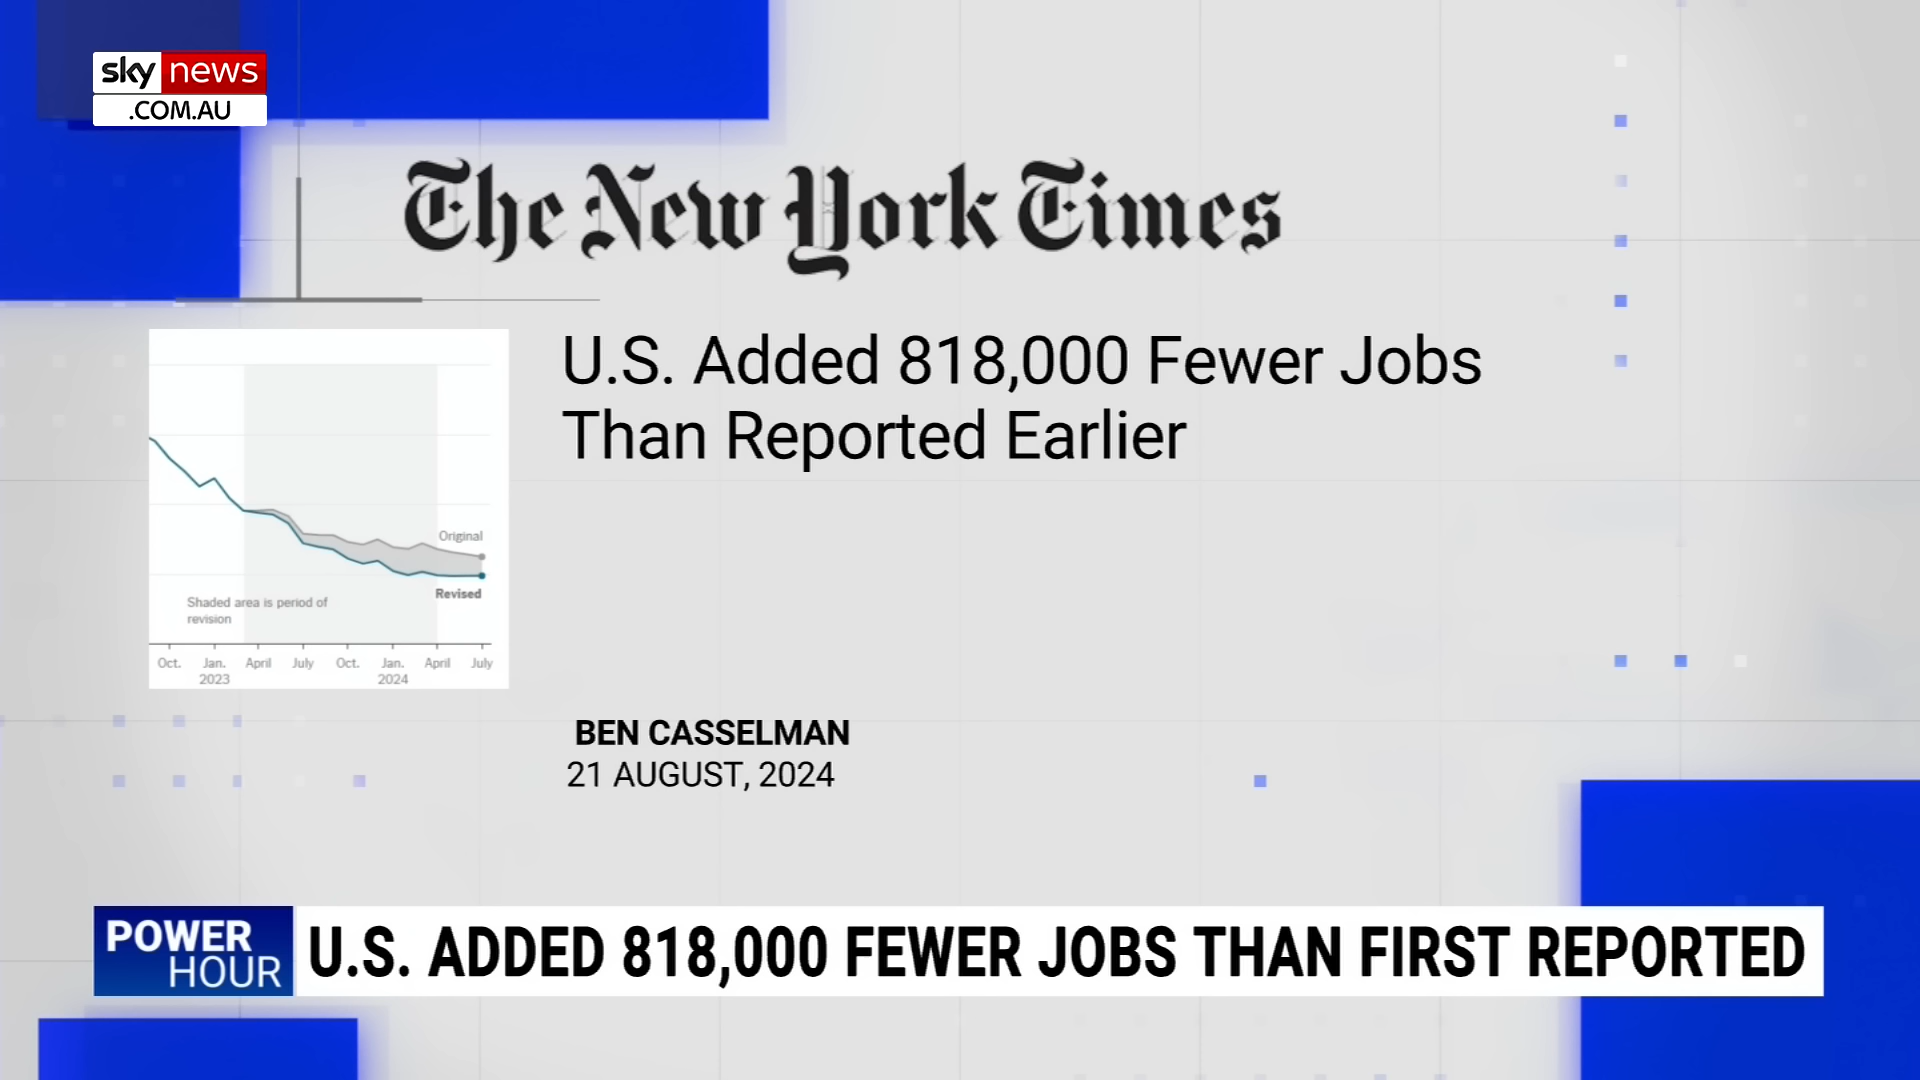 sky news
.COM.AU
The New York Times
U.S. Added 818,000 Fewer Jobs
Than Reported Earlier
Original
Revised
Shaded area is period of
revision
Oct. Jan. April July Oct. Jan. April July
2023 2024
BEN CASSELMAN
21 AUGUST, 2024
POWER
HOUR
U.S. ADDED 818,000 FEWER JOBS THAN FIRST REPORTED